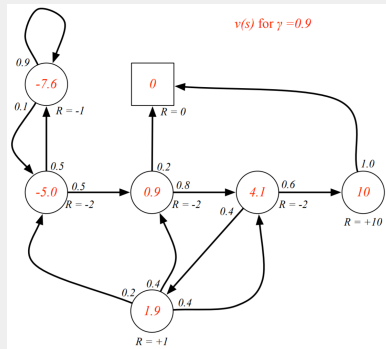 v(s) for γ =0.9
0.9
-7.6
0
0.1
R = -1
R = 0
0.5
0.2
1.0
-5.0
0.5
R = -2
0.9
0.8
R = -2
4.1
0.6
R = -2
10
0.4
R = +10
0.2
0.4
0.4
1.9
R = +1